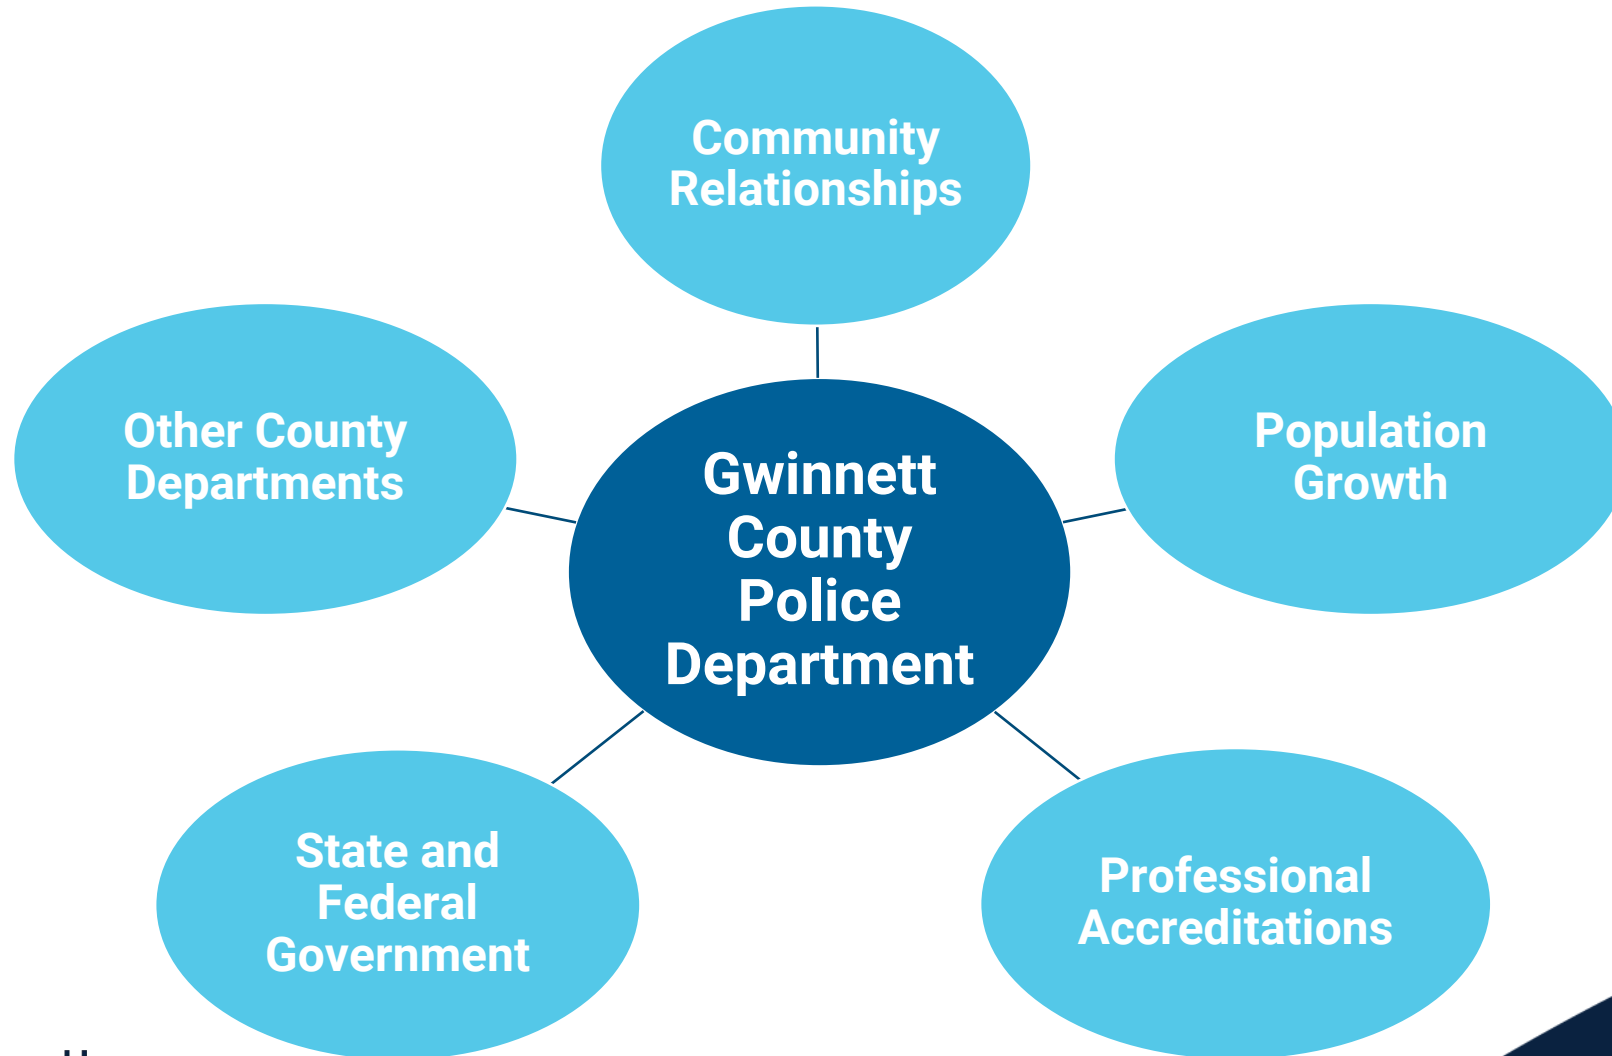 Community
Relationships
Other County
Departments
Population
Growth
Gwinnett
County
Police
Department
State and
Federal
Government
Professional
Accreditations